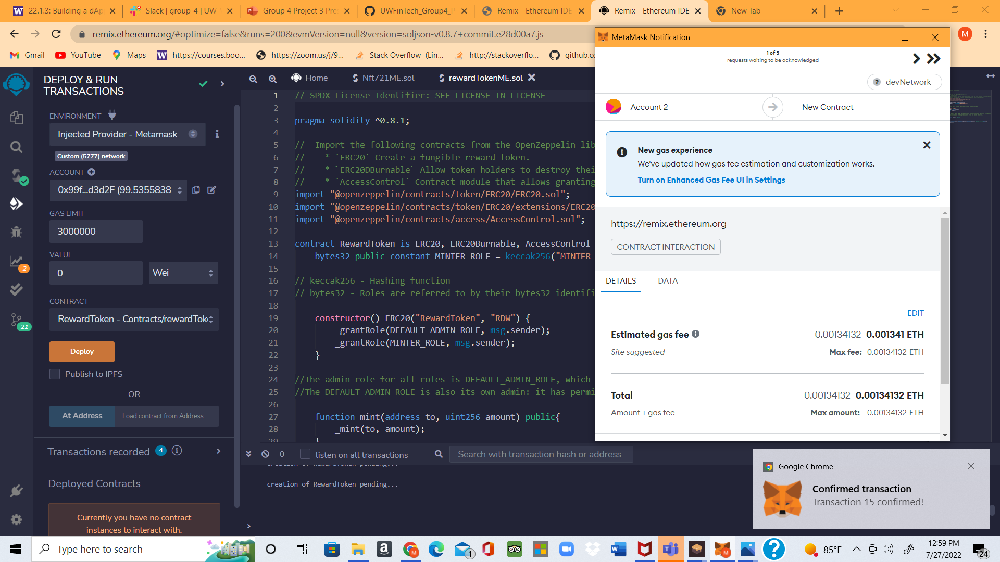 22.1.3: Building a dAp
Slack | group-4 | UW-
Group 4 Project 3 Pre
UWFinTech_Group4_P
Remix - Ethereum IDE
Remix - Ethereum IDE
New Tab
remix.ethereum.org/#optimize=false&runs=200&evmVersion=null&version=soljson-v0.8.7+commit.e28d00a7.js
M
Gmail
YouTube
Maps
https://courses.boo...
https://zoom.us/j/9...
Stack Overflow (Lin...
http://stackoverflo...
github.cc
DEPLOY & RUN
TRANSACTIONS
ENVIRONMENT
Injected Provider - Metamask
Custom (5777) network
ACCOUNT
0x99f...d3d2F (99.5355838
GAS LIMIT
3000000
VALUE
0
Wei
CONTRACT
RewardToken - Contracts/rewardToke
Deploy
Publish to IPFS
OR
At Address
Load contract from Address
Transactions recorded 4
Deployed Contracts
Currently you have no contract
instances to interact with.
2
21
Home
Nft721ME.sol
rewardTokenME.sol
1 // SPDX-License-Identifier: SEE LICENSE IN LICENSE
2
3 pragma solidity ^0.8.1;
4
5 //  Import the following contracts from the OpenZeppelin lib
6 //    * `ERC20` Create a fungible reward token.
7 //    * `ERC20DBurnable` Allow token holders to destroy thei
8 //    * `AccessControl` Contract module that allows granting
9 import "@openzeppelin/contracts/token/ERC20/ERC20.sol";
10 import "@openzeppelin/contracts/token/ERC20/extensions/ERC20
11 import "@openzeppelin/contracts/access/AccessControl.sol";
12
13 contract RewardToken is ERC20, ERC20Burnable, AccessControl
14     bytes32 public constant MINTER_ROLE = keccak256("MINTER_
15
16 // keccak256 - Hashing function
17 // bytes32 - Roles are referred to by their bytes32 identifi
18
19     constructor() ERC20("RewardToken", "RDW") {
20         _grantRole(DEFAULT_ADMIN_ROLE, msg.sender);
21         _grantRole(MINTER_ROLE, msg.sender);
22     }
23
24 //The admin role for all roles is DEFAULT_ADMIN_ROLE, which
25 //The DEFAULT_ADMIN_ROLE is also its own admin: it has permi
26
27     function mint(address to, uint256 amount) public{
28         _mint(to, amount);
29     }
0
listen on all transactions
Search with transaction hash or address
creation of RewardToken pending...
creation of RewardToken pending...
>
MetaMask Notification
1 of 5
requests waiting to be acknowledged
devNetwork
Account 2
New Contract
New gas experience
We've updated how gas fee estimation and customization works.
Turn on Enhanced Gas Fee UI in Settings
https://remix.ethereum.org
CONTRACT INTERACTION
DETAILS
DATA
EDIT
Estimated gas fee
0.00134132 0.001341 ETH
Site suggested
Max fee: 0.00134132 ETH
Total
0.00134132 0.00134132 ETH
Amount + gas fee
Max amount: 0.00134132 ETH
Google Chrome
Confirmed transaction
Transaction 15 confirmed!
Type here to search
1
85°F
12:59 PM
7/27/2022
24